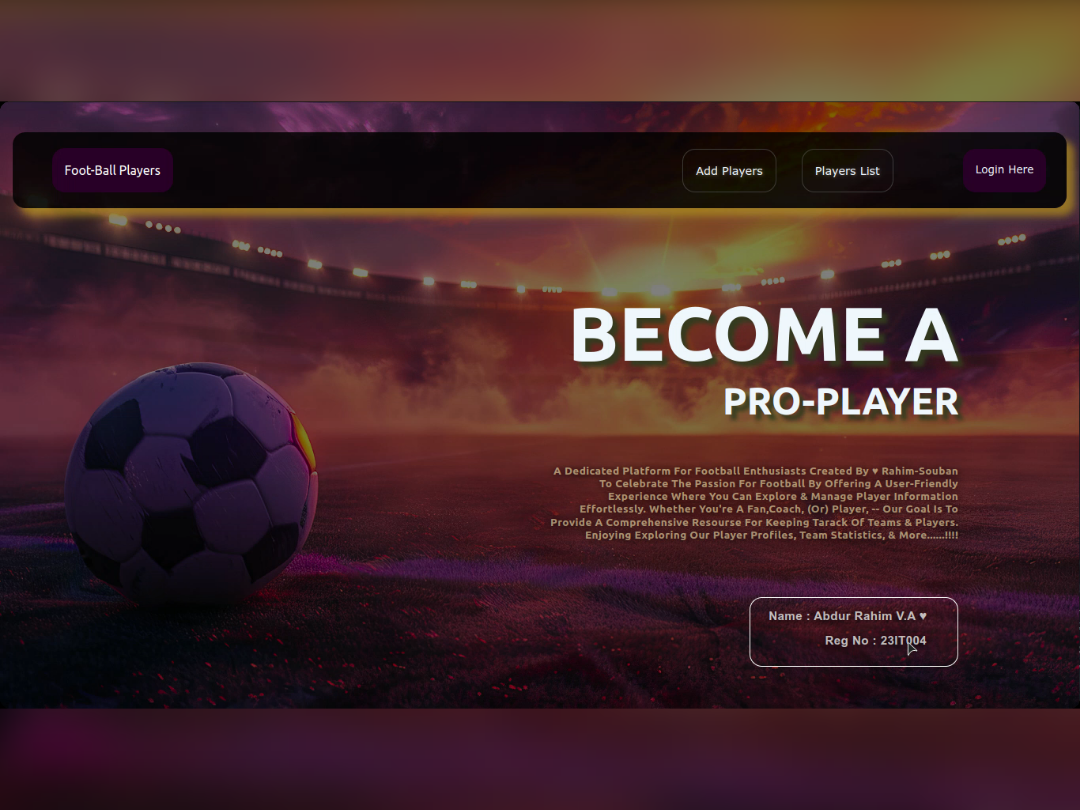 Foot-Ball Players
Add Players
Players List
Login Here
BECOME A
PRO-PLAYER
A Dedicated Platform For Football Enthusiasts Created By ♥ Rahim-Souban
To Celebrate The Passion For Football By Offering A User-Friendly
Experience Where You Can Explore & Manage Player Information
Effortlessly. Whether You're A Fan,Coach, (Or) Player, -- Our Goal Is To
Provide A Comprehensive Resourse For Keeping Tarack Of Teams & Players.
Enjoying Exploring Our Player Profiles, Team Statistics, & More......!!!!
Name : Abdur Rahim V.A ♥
Reg No : 23IT004